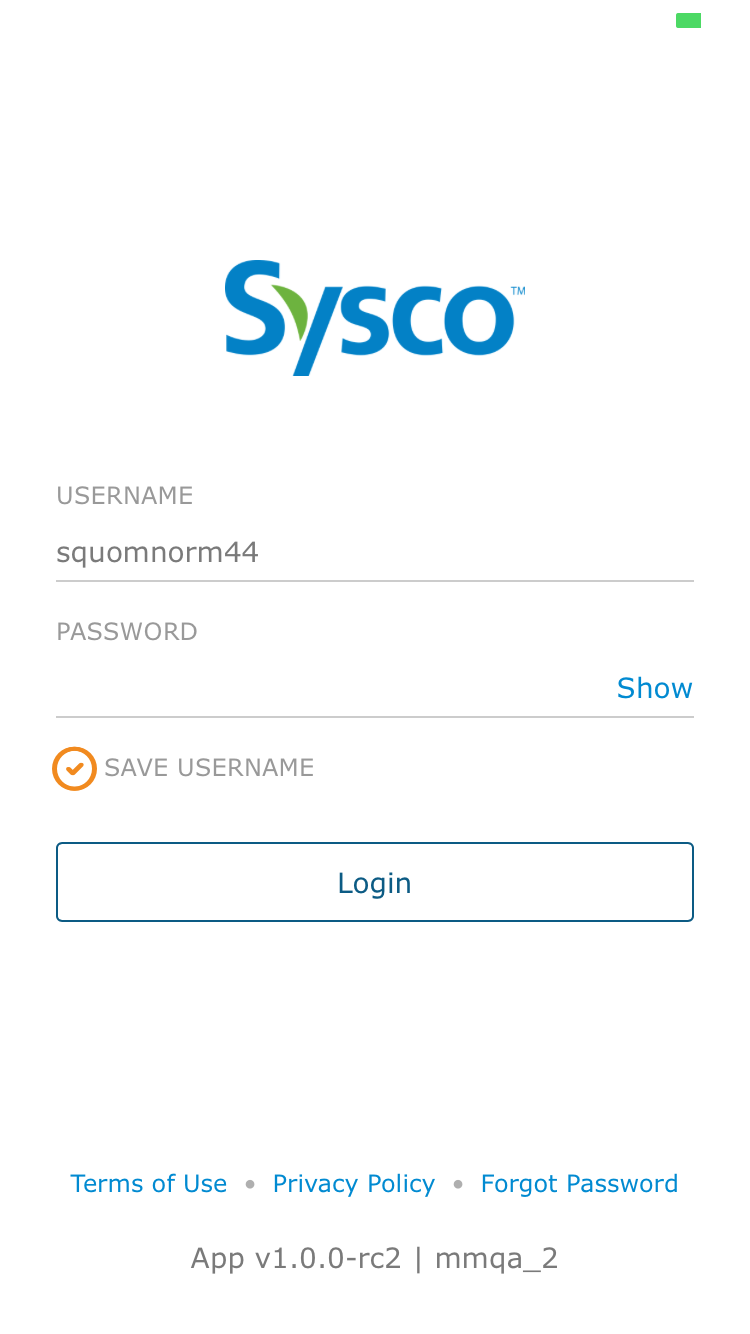 Sysco™
USERNAME
squomnorm44
PASSWORD
Show
SAVE USERNAME
Login
Terms of Use • Privacy Policy • Forgot Password
App v1.0.0-rc2 | mmqa_2